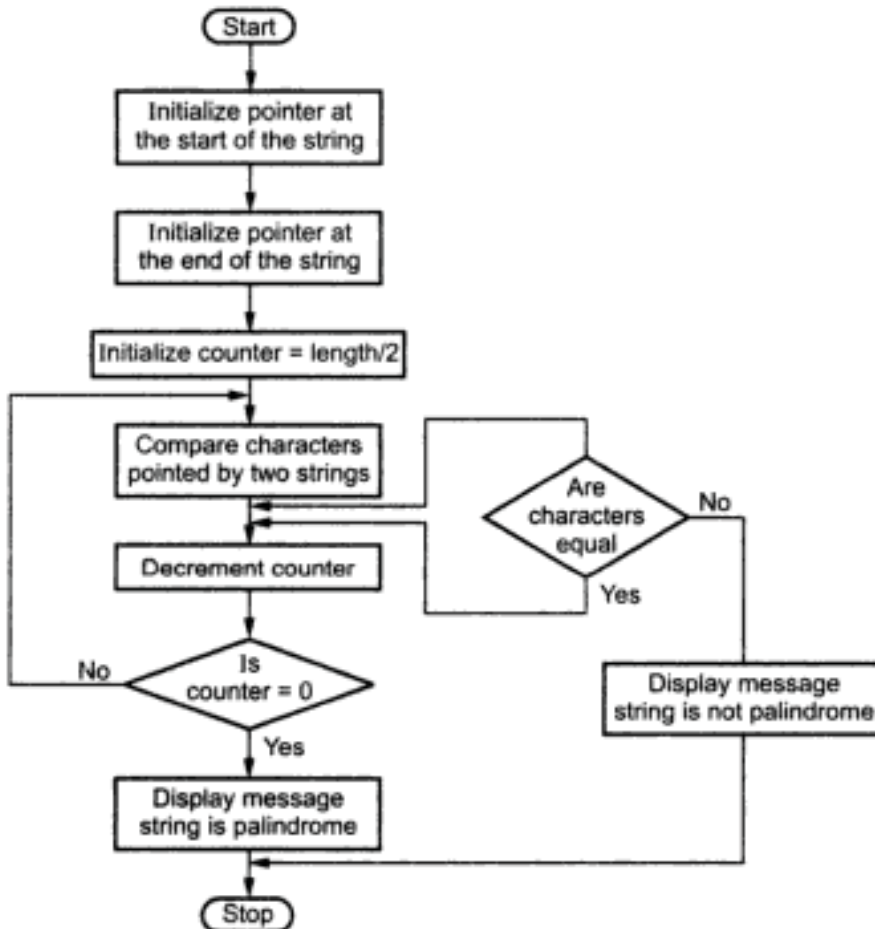 Start
Initialize pointer at
the start of the string
Initialize pointer at
the end of the string
Initialize counter = length/2
Compare characters
pointed by two strings
Are
characters
equal
No
Yes
Decrement counter
Is
counter = 0
No
Yes
Display message
string is not palindrome
Display message
string is palindrome
Stop